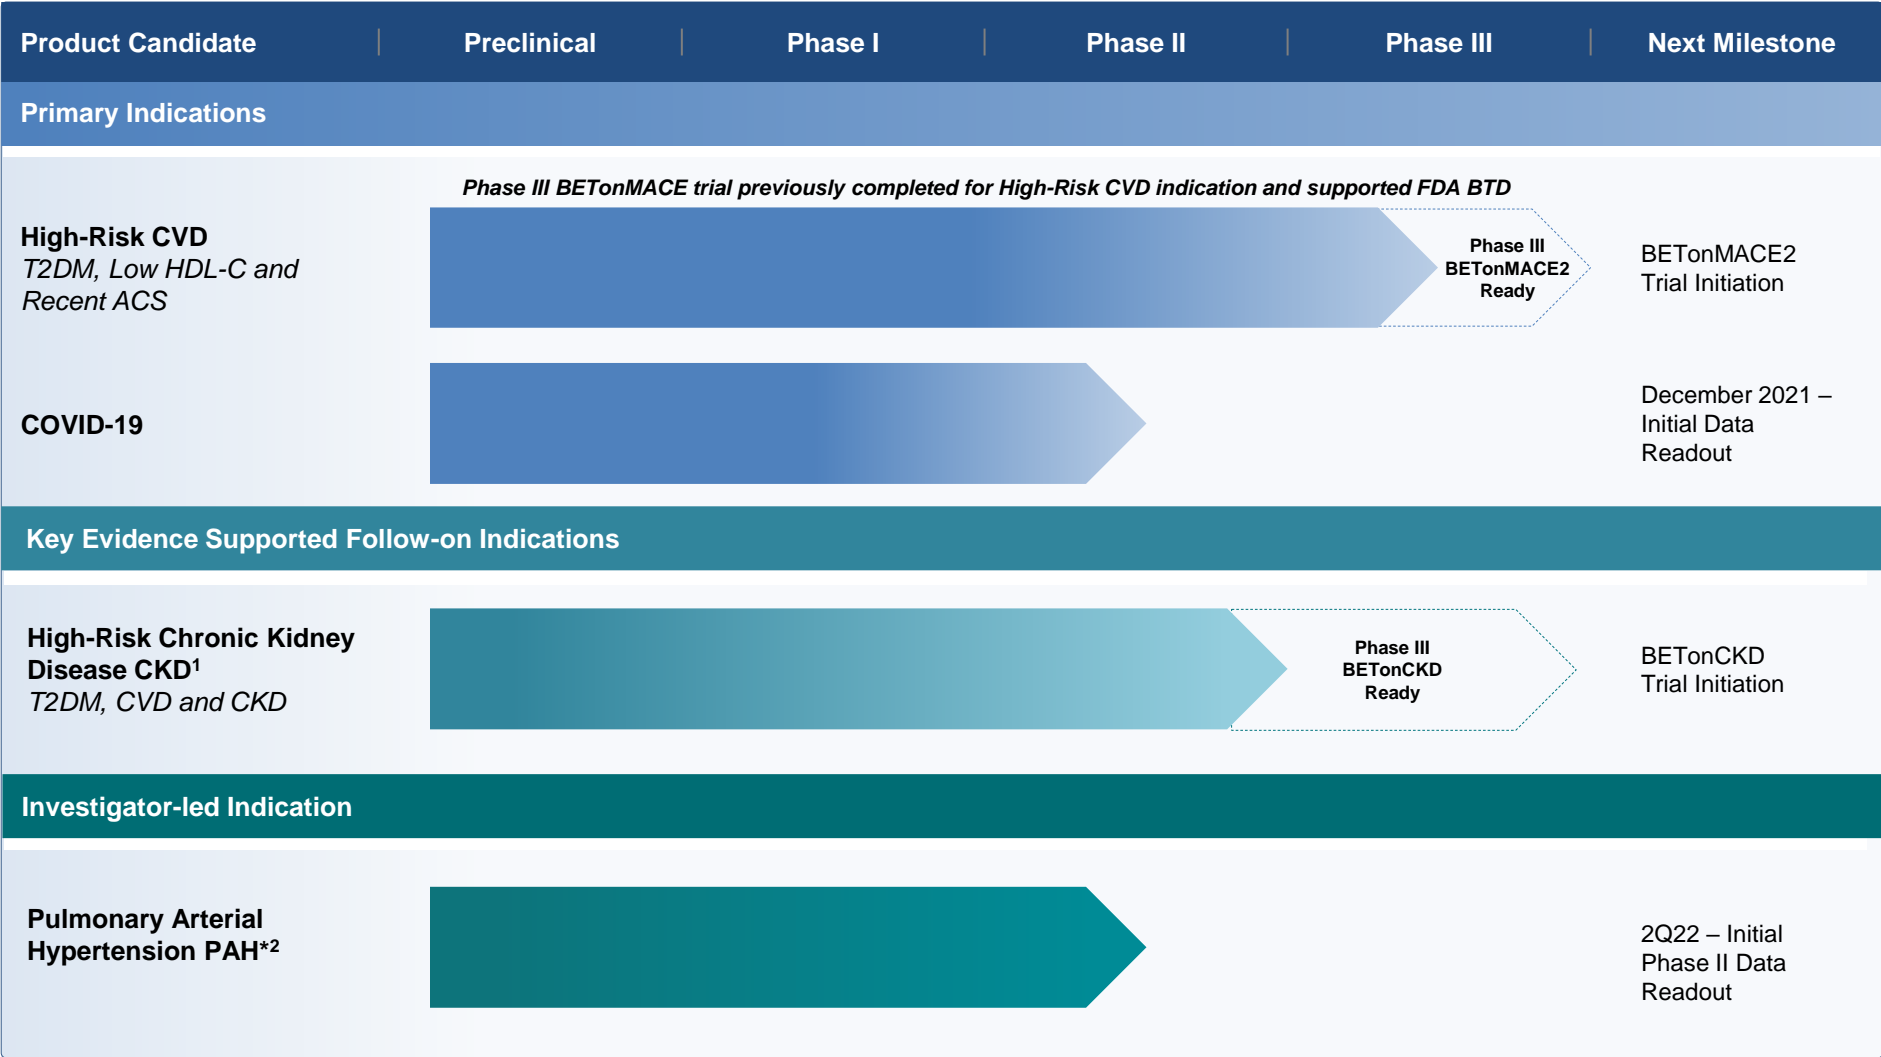 Product Candidate | Preclinical | Phase I | Phase II | Phase III | Next Milestone
Primary Indications
Phase III BETonMACE trial previously completed for High-Risk CVD indication and supported FDA BTD
High-Risk CVD
T2DM, Low HDL-C and
Recent ACS
Phase III
BETonMACE2
Ready
BETonMACE2
Trial Initiation
COVID-19
December 2021 –
Initial Data
Readout
Key Evidence Supported Follow-on Indications
High-Risk Chronic Kidney
Disease CKD¹
T2DM, CVD and CKD
Phase III
BETonCKD
Ready
BETonCKD
Trial Initiation
Investigator-led Indication
Pulmonary Arterial
Hypertension PAH*²
2Q22 – Initial
Phase II Data
Readout